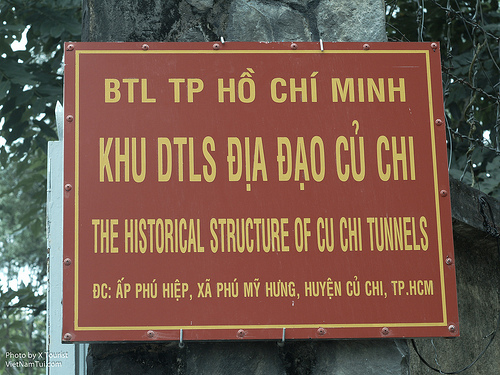 BTL TP HỒ CHÍ MINH
KHU DTLS ĐỊA ĐẠO CỦ CHI
THE HISTORICAL STRUCTURE OF CU CHI TUNNELS
ĐC: ẤP PHÚ HIỆP, XÃ PHÚ MỸ HƯNG, HUYỆN CỦ CHI, TP.HCM
Photo by X Tourist
VietNamTui.com